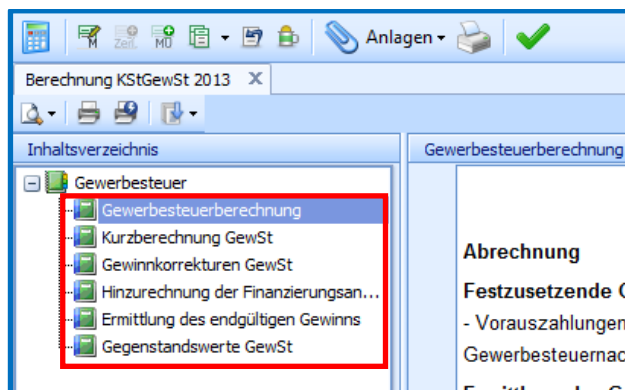 M Zerl. MÜ Anlagen
Berechnung KStGewSt 2013 X
Inhaltsverzeichnis
Gewerbesteuerberechnung
Gewerbesteuer
Gewerbesteuerberechnung
Kurzberechnung GewSt
Gewinnkorrekturen GewSt
Hinzurechnung der Finanzierungsan...
Ermittlung des endgültigen Gewinns
Gegenstandswerte GewSt
Abrechnung
Festzusetzende
- Vorauszahlungen
Gewerbesteuernac